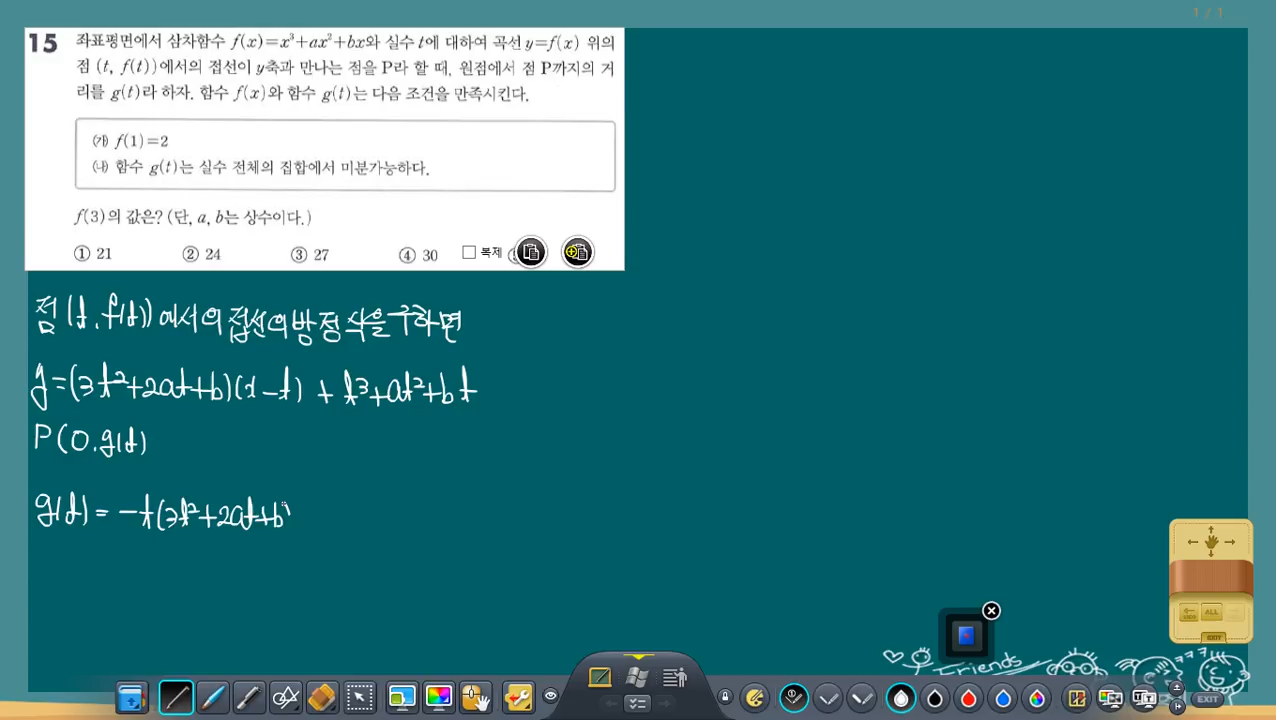 1 / 1
15 좌표평면에서 삼차함수 f(x)=x³+ax²+bx와 실수 t에 대하여 곡선 y=f(x) 위의
점 (t, f(t))에서의 접선이 y축과 만나는 점을 P라 할 때, 원점에서 점 P까지의 거
리를 g(t)라 하자. 함수 f(x)와 함수 g(t)는 다음 조건을 만족시킨다.
㈎ f(1)=2
㈏ 함수 g(t)는 실수 전체의 집합에서 미분가능하다.
f(3)의 값은? (단, a, b는 상수이다.)
① 21 ② 24 ③ 27 ④ 30 복제
점 (t, f(t))에서의 접선의 방정식을 구하면
y=(3t²+2at+b)(x-t) + t³+at²+bt
P(0, g(t)
g(t)= -t(3t²+2at+b)
ALL
EXIT
Friends
ㅋㅋㅋ
EXIT